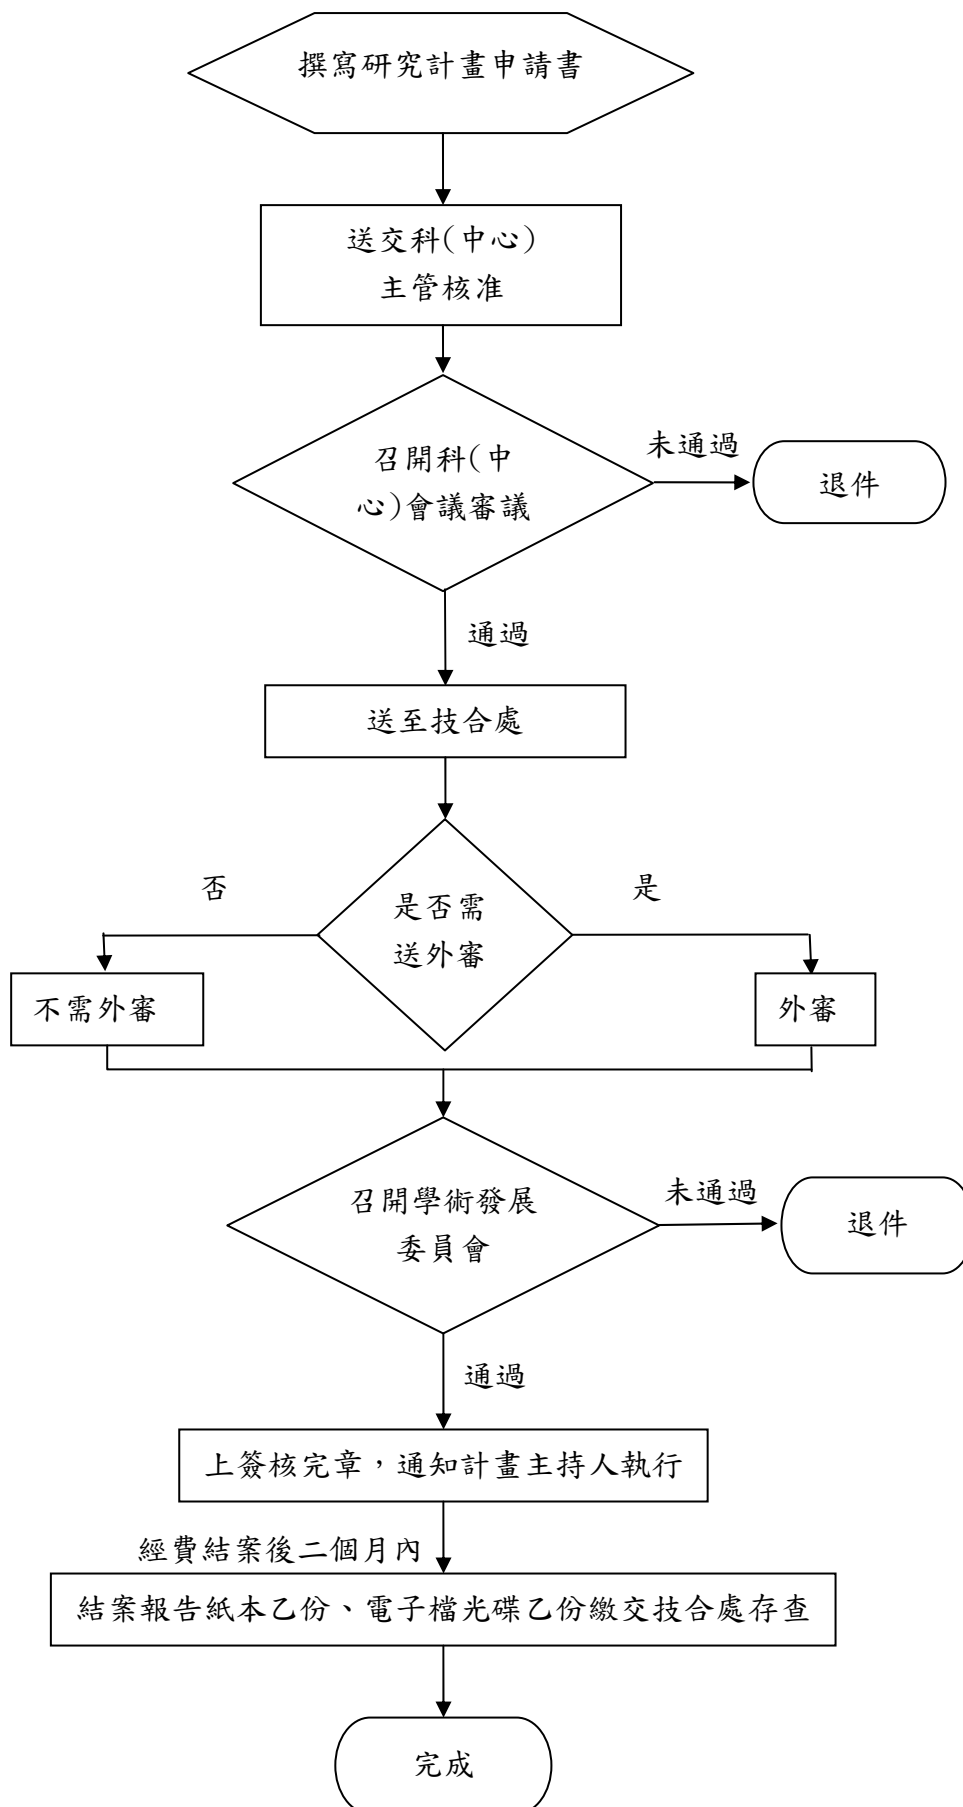 撰寫研究計畫申請書
送交科(中心)
主管核准
召開科(中
心)會議審議
未通過
退件
通過
送至技合處
是否需
送外審
否
是
不需外審
外審
召開學術發展
委員會
未通過
退件
通過
上簽核完章，通知計畫主持人執行
經費結案後二個月內
結案報告紙本乙份、電子檔光碟乙份繳交技合處存查
完成